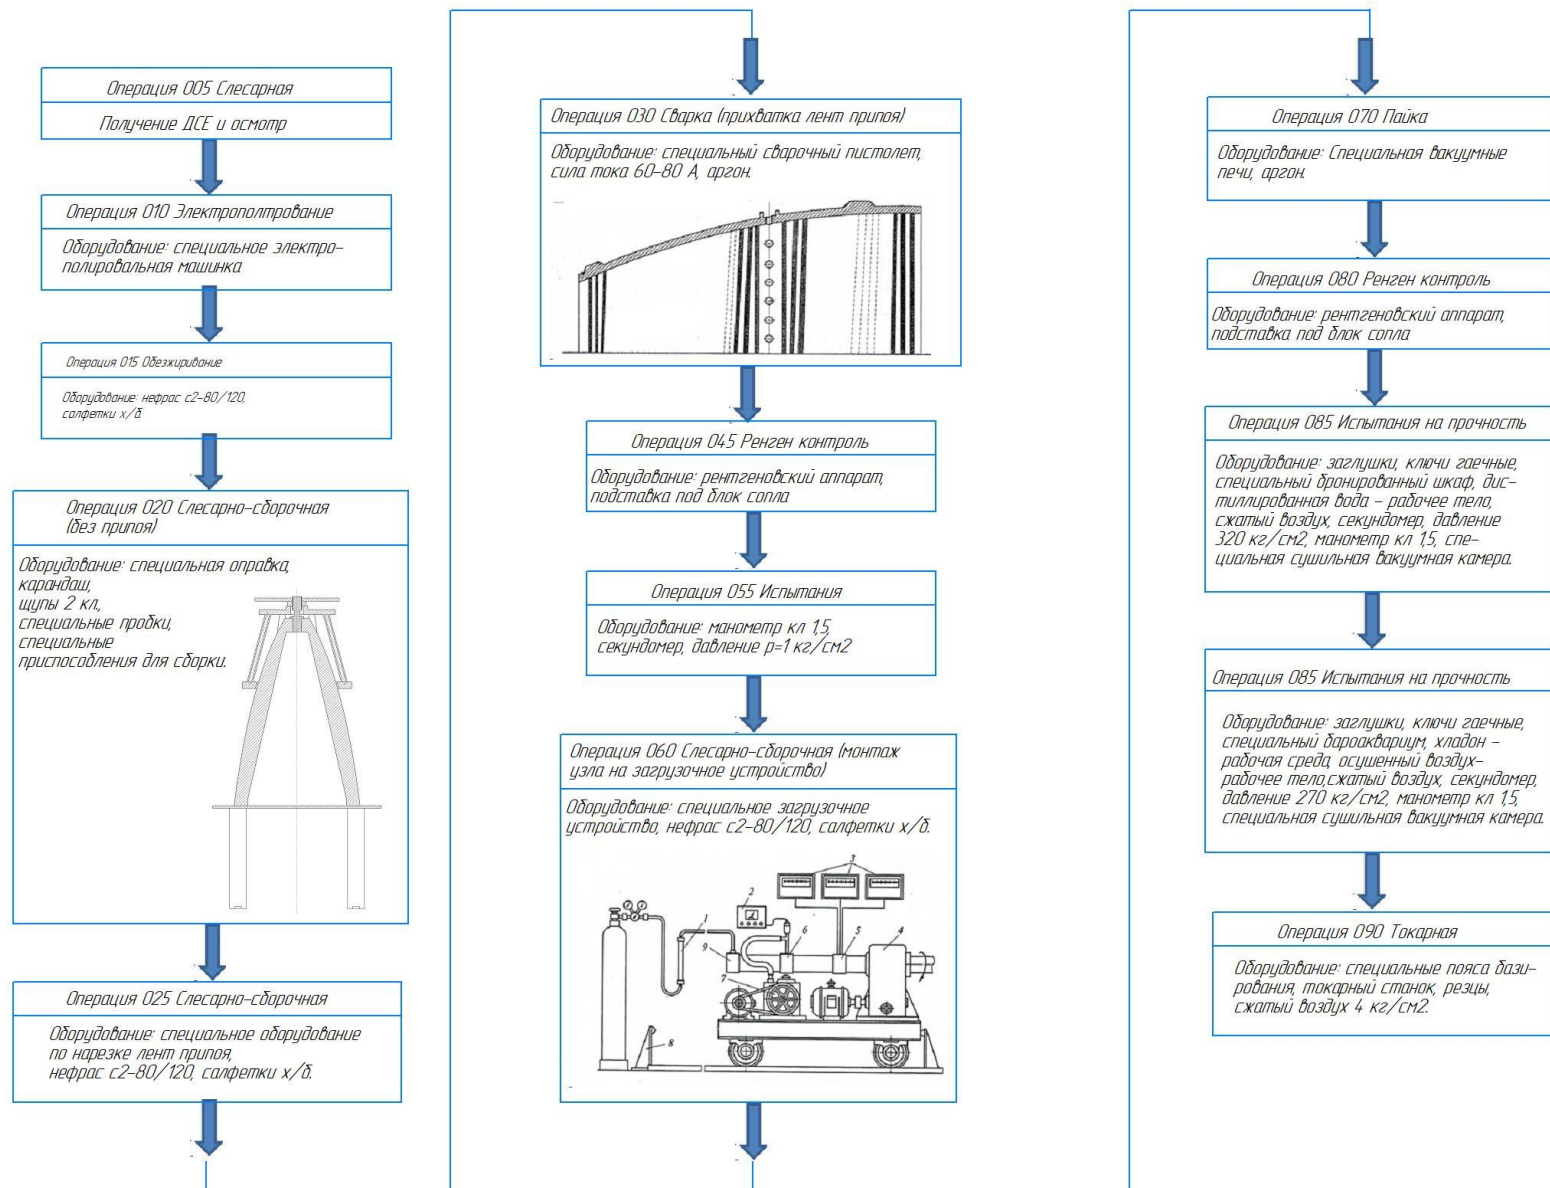 Операция 005 Слесарная
Получение ДСЕ и осмотр
Операция 010 Электрополтрование
Оборудование: специальное электро-
полировальная машинка
Операция 015 Обезжиривание
Оборудование: нефрас с2-80/120,
салфетки х/б
Операция 020 Слесарно-сборочная
(без припоя)
Оборудование: специальная оправка,
карандаш,
щупы 2 кл.,
специальные пробки,
специальные
приспособления для сборки.
Операция 025 Слесарно-сборочная
Оборудование: специальное оборудование
по нарезке лент припоя,
нефрас с2-80/120, салфетки х/б.
Операция 030 Сварка (прихватка лент припоя)
Оборудование: специальный сварочный пистолет,
сила тока 60-80 А, аргон.
Операция 045 Ренген контроль
Оборудование: рентгеновский аппарат,
подставка под блок сопла
Операция 055 Испытания
Оборудование: манометр кл 1,5,
секундомер, давление р=1 кг/см2
Операция 060 Слесарно-сборочная (монтаж
узла на загрузочное устройство)
Оборудование: специальное загрузочное
устройство, нефрас с2-80/120, салфетки х/б.
3
2
1
9
6
5
4
7
8
Операция 070 Пайка
Оборудование: Специальная вакуумные
печи, аргон.
Операция 080 Ренген контроль
Оборудование: рентгеновский аппарат,
подставка под блок сопла
Операция 085 Испытания на прочность
Оборудование: заглушки, ключи гаечные,
специальный бронированный шкаф, дис-
тиллированная вода - рабочее тело,
сжатый воздух, секундомер, давление
320 кг/см2, манометр кл 1,5, спе-
циальная сушильная вакуумная камера.
Операция 085 Испытания на прочность
Оборудование: заглушки, ключи гаечные,
специальный бароаквариум, хладон -
рабочая среда, осушенный воздух-
рабочее тело,сжатый воздух, секундомер,
давление 270 кг/см2, манометр кл 1,5,
специальная сушильная вакуумная камера.
Операция 090 Токарная
Оборудование: специальные пояса бази-
рования, токарный станок, резцы,
сжатый воздух 4 кг/см2.